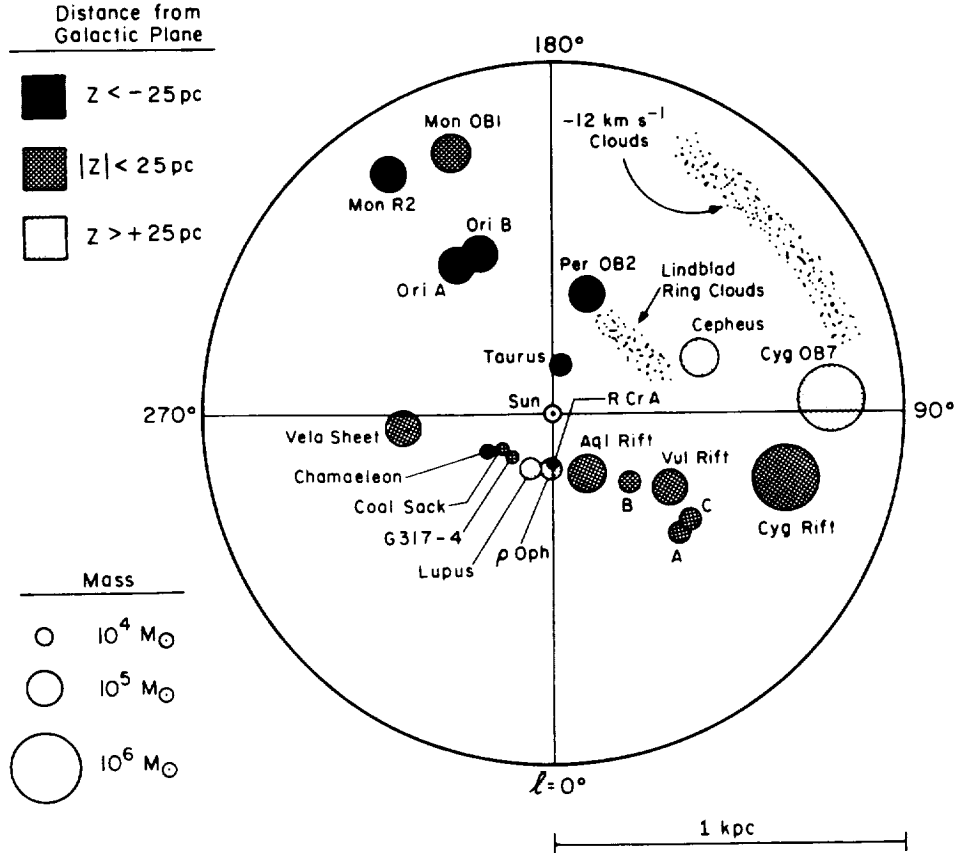 Distance from
Galactic Plane
Z < -25 pc
|Z| < 25 pc
Z > +25 pc
180°
~12 km s⁻¹
Clouds
Mon OB1
Mon R2
Ori B
Ori A
Per OB2
Lindblad
Ring Clouds
Cepheus
Cyg OB7
Taurus
Sun
R Cr A
270°
90°
Vela Sheet
Aql Rift
Vul Rift
Chamaeleon
Coal Sack
B
C
Cyg Rift
G317-4
ρ Oph
A
Lupus
Mass
10⁴ M☉
10⁵ M☉
10⁶ M☉
ℓ=0°
1 kpc